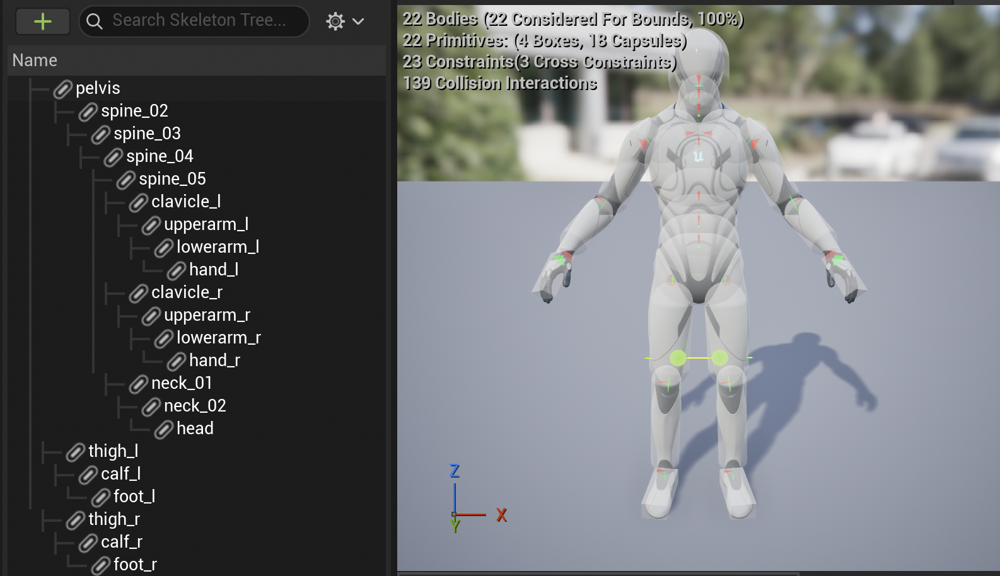 Search Skeleton Tree...
Name
pelvis
spine_02
spine_03
spine_04
spine_05
clavicle_l
upperarm_l
lowerarm_l
hand_l
clavicle_r
upperarm_r
lowerarm_r
hand_r
neck_01
neck_02
head
thigh_l
calf_l
foot_l
thigh_r
calf_r
foot_r
22 Bodies (22 Considered For Bounds, 100%)
22 Primitives: (4 Boxes, 18 Capsules)
23 Constraints(3 Cross Constraints)
139 Collision Interactions
u
Z
X
Y